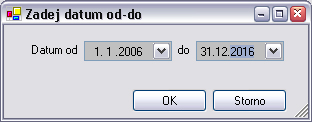 Zadej datum od-do
Datum od 1. 1 .2006 do 31.12.2016
OK Storno